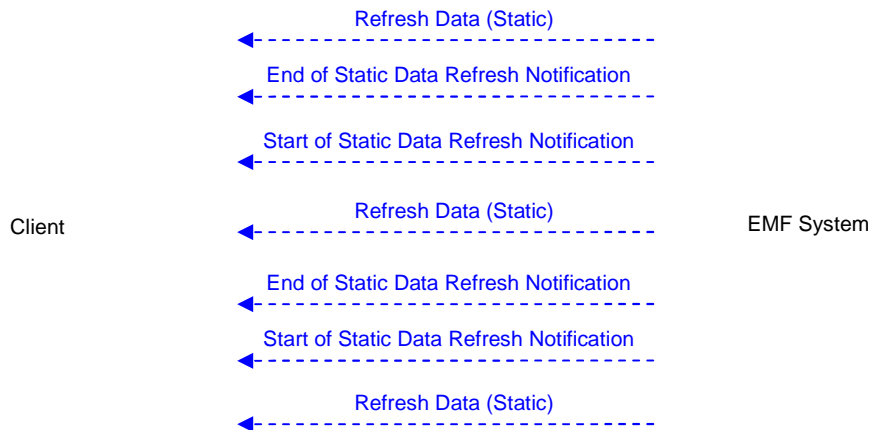 Refresh Data (Static)
End of Static Data Refresh Notification
Start of Static Data Refresh Notification
Refresh Data (Static)
Client
EMF System
End of Static Data Refresh Notification
Start of Static Data Refresh Notification
Refresh Data (Static)